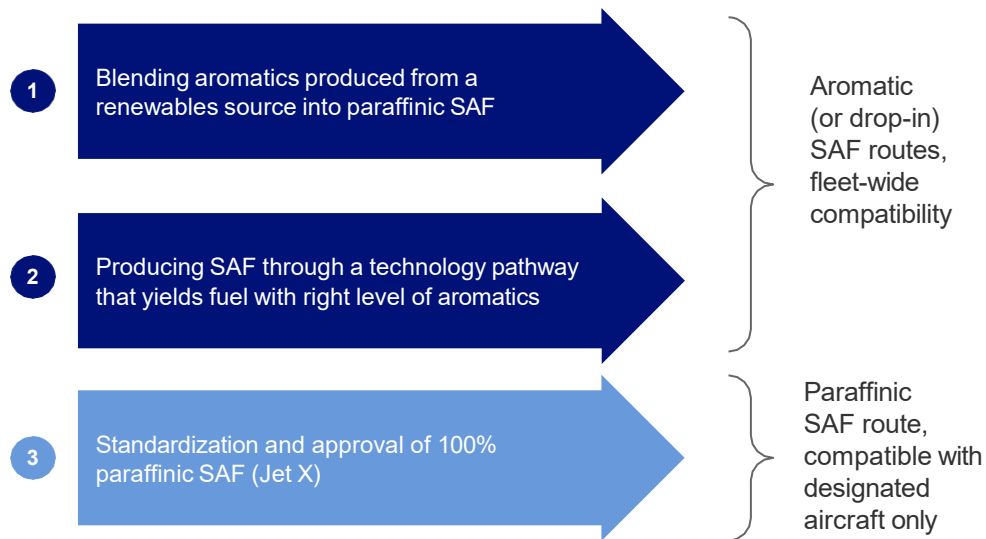 1
Blending aromatics produced from a
renewables source into paraffinic SAF
2
Producing SAF through a technology pathway
that yields fuel with right level of aromatics
Aromatic
(or drop-in)
SAF routes,
fleet-wide
compatibility
3
Standardization and approval of 100%
paraffinic SAF (Jet X)
Paraffinic
SAF route,
compatible with
designated
aircraft only